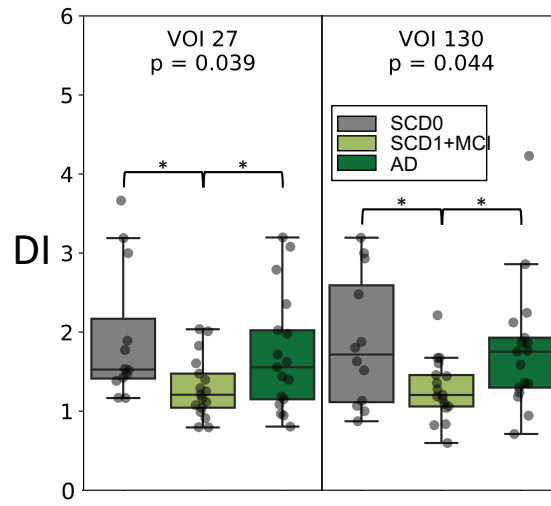 6
5
4
3
2
1
0
DI
VOI 27
p = 0.039
* *
VOI 130
p = 0.044
SCD0
SCD1+MCI
AD
* *